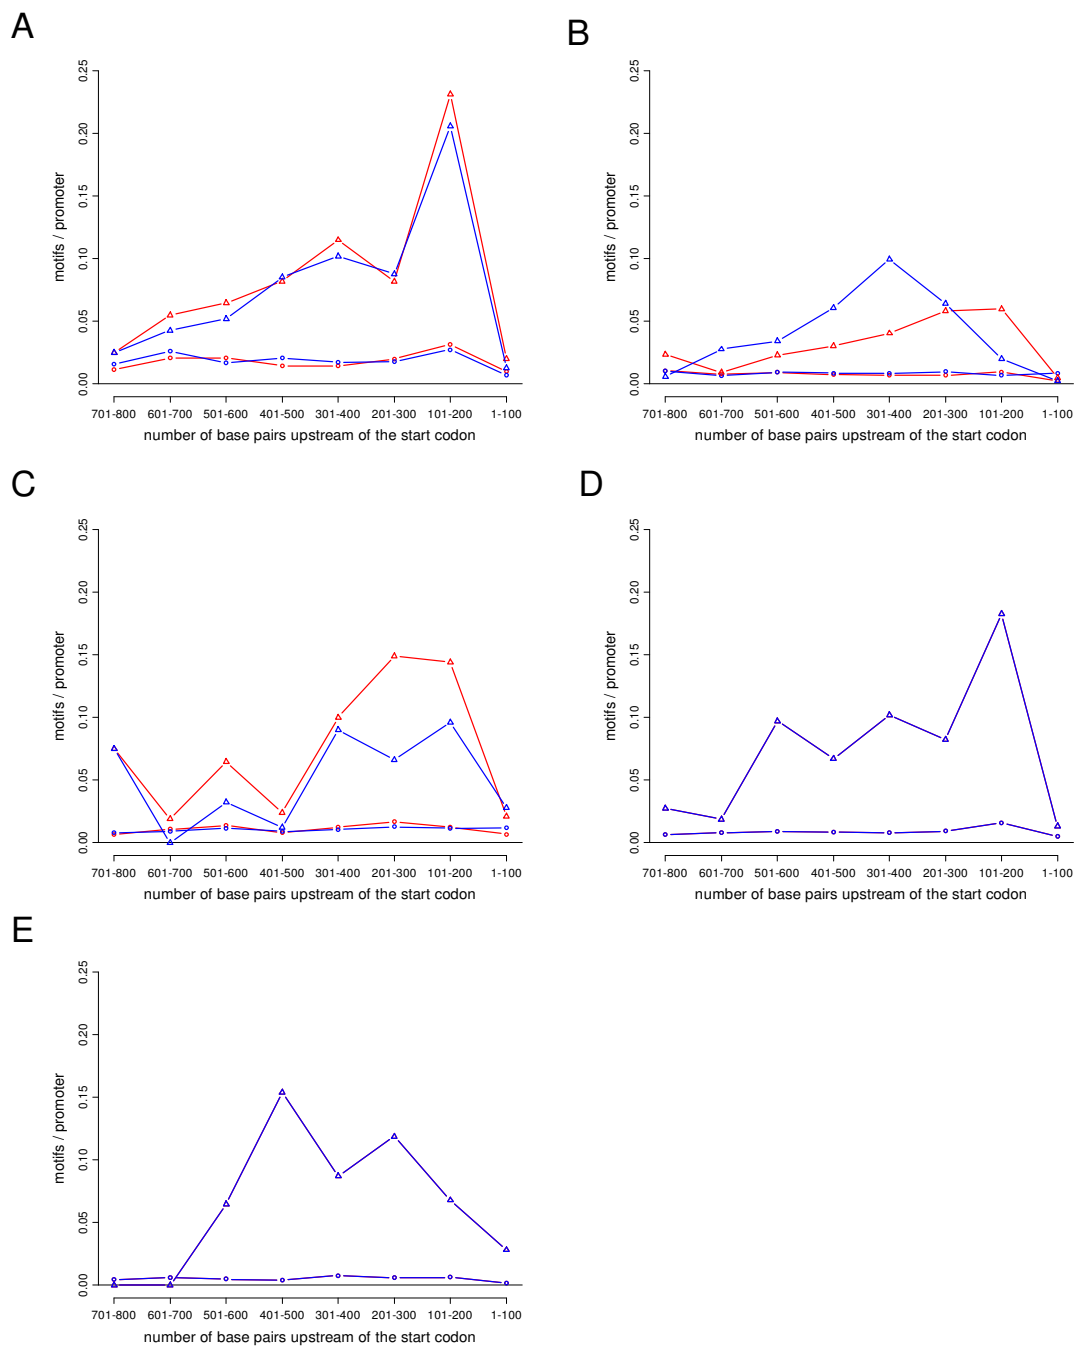 A
motifs / promoter
0.00 0.05 0.10 0.15 0.20 0.25
701-800 601-700 501-600 401-500 301-400 201-300 101-200 1-100
number of base pairs upstream of the start codon
B
motifs / promoter
0.00 0.05 0.10 0.15 0.20 0.25
701-800 601-700 501-600 401-500 301-400 201-300 101-200 1-100
number of base pairs upstream of the start codon
C
motifs / promoter
0.00 0.05 0.10 0.15 0.20 0.25
701-800 601-700 501-600 401-500 301-400 201-300 101-200 1-100
number of base pairs upstream of the start codon
D
motifs / promoter
0.00 0.05 0.10 0.15 0.20 0.25
701-800 601-700 501-600 401-500 301-400 201-300 101-200 1-100
number of base pairs upstream of the start codon
E
motifs / promoter
0.00 0.05 0.10 0.15 0.20 0.25
701-800 601-700 501-600 401-500 301-400 201-300 101-200 1-100
number of base pairs upstream of the start codon